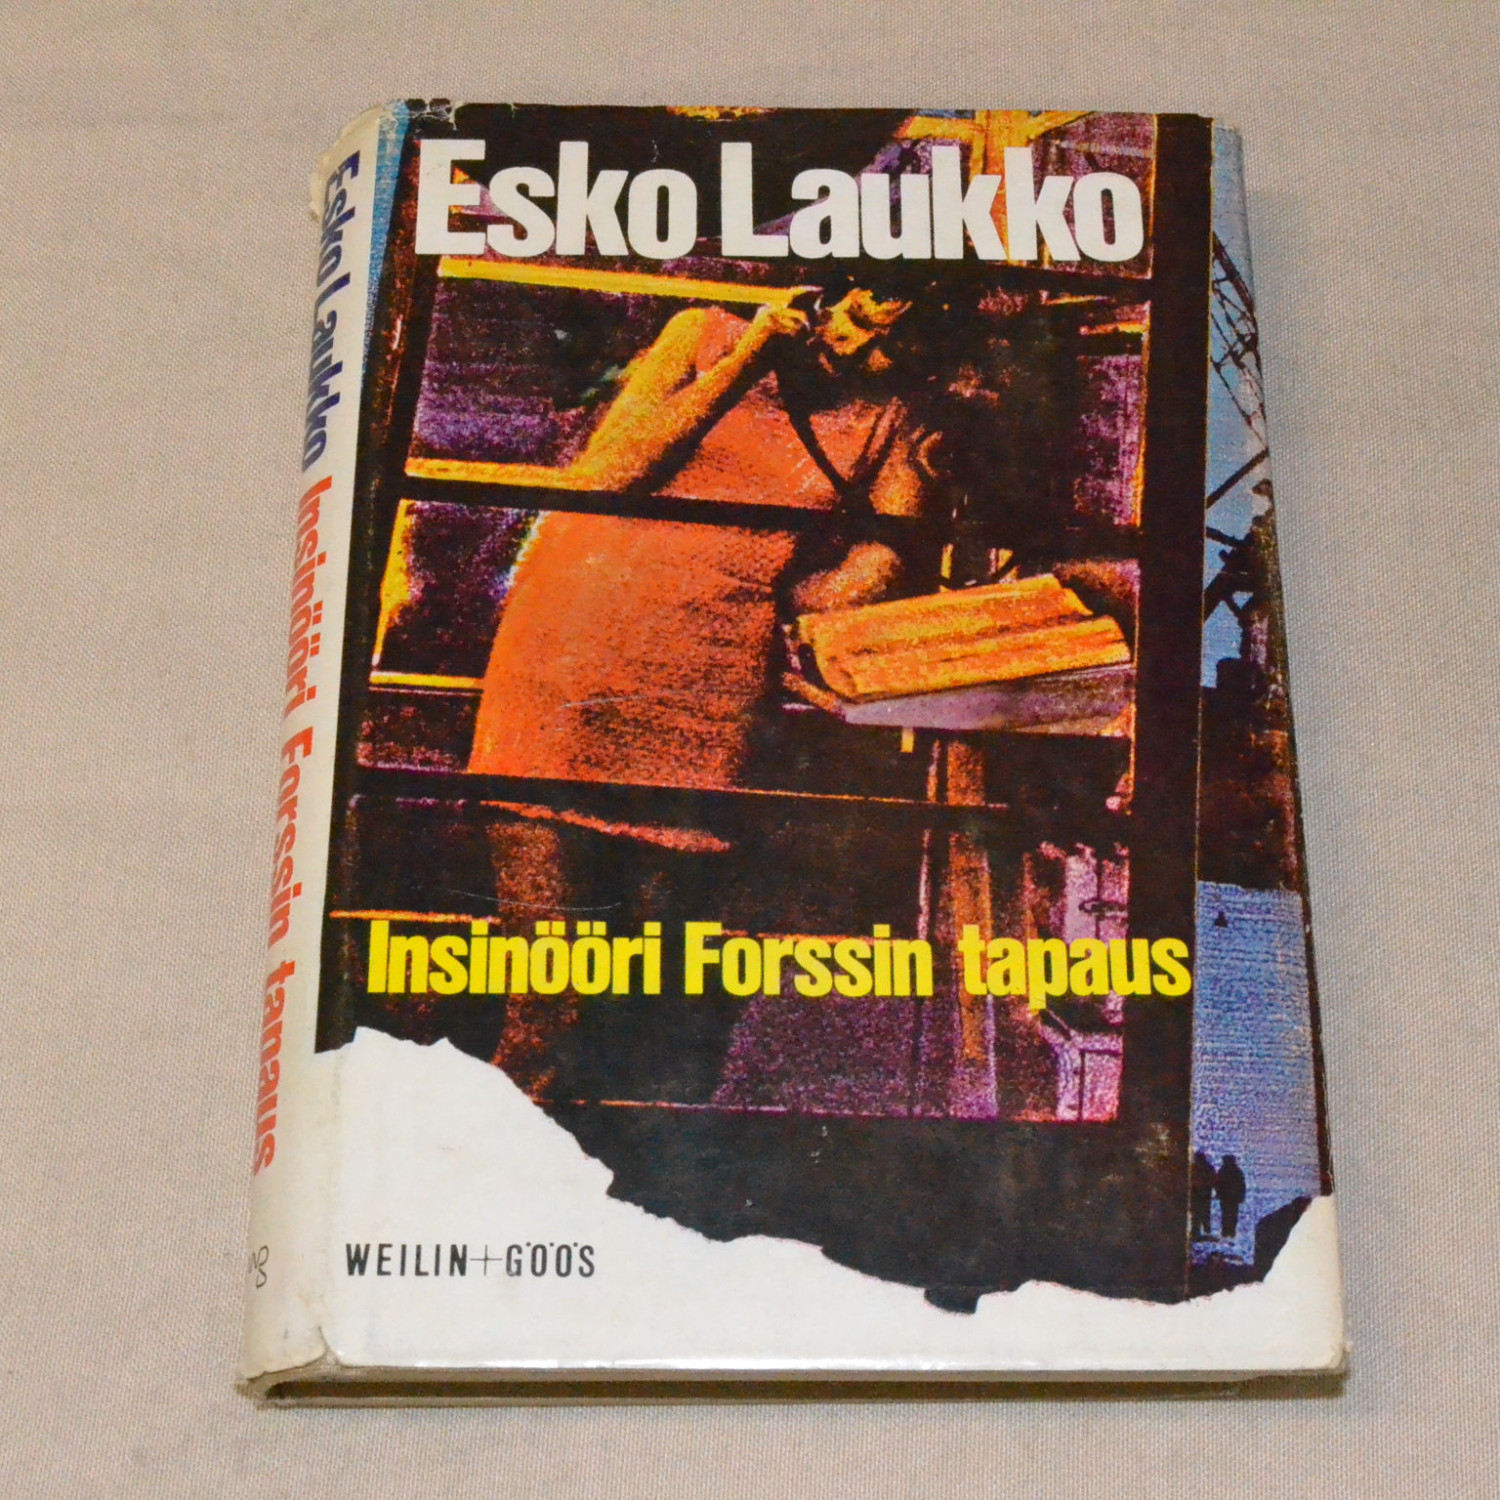 Esko Laukko
Insinööri Forssin tapaus
WEILIN+GÖÖS
Esko Laukko Insinööri Forssin tapaus